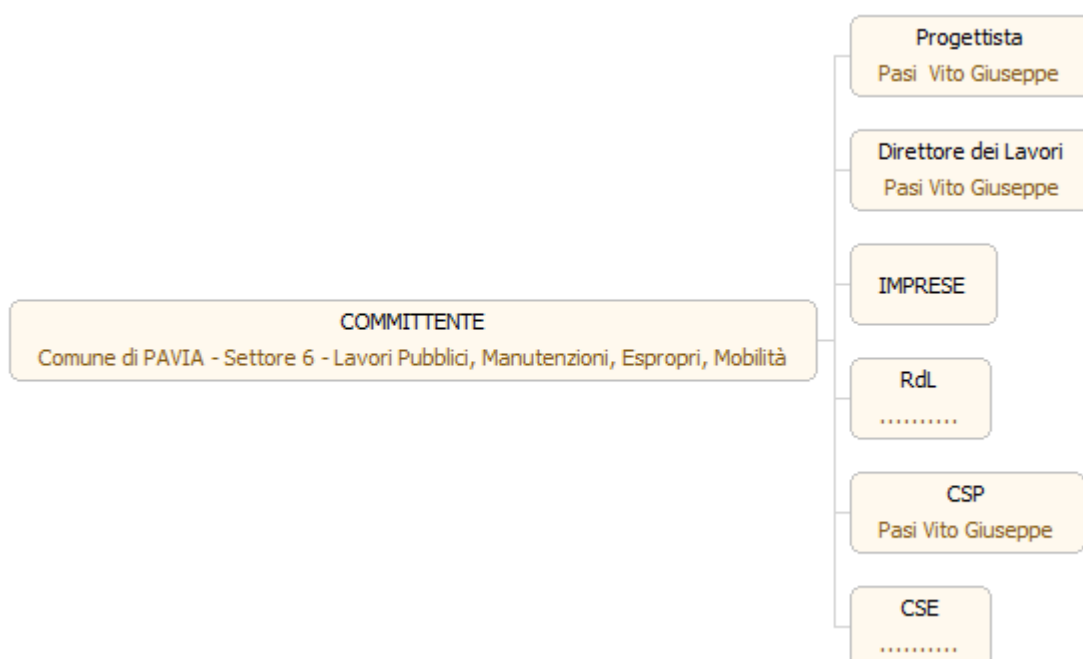 Progettista
Pasi Vito Giuseppe
Direttore dei Lavori
Pasi Vito Giuseppe
IMPRESE
COMMITTENTE
Comune di PAVIA - Settore 6 - Lavori Pubblici, Manutenzioni, Espropri, Mobilità
RdL
..........
CSP
Pasi Vito Giuseppe
CSE
..........